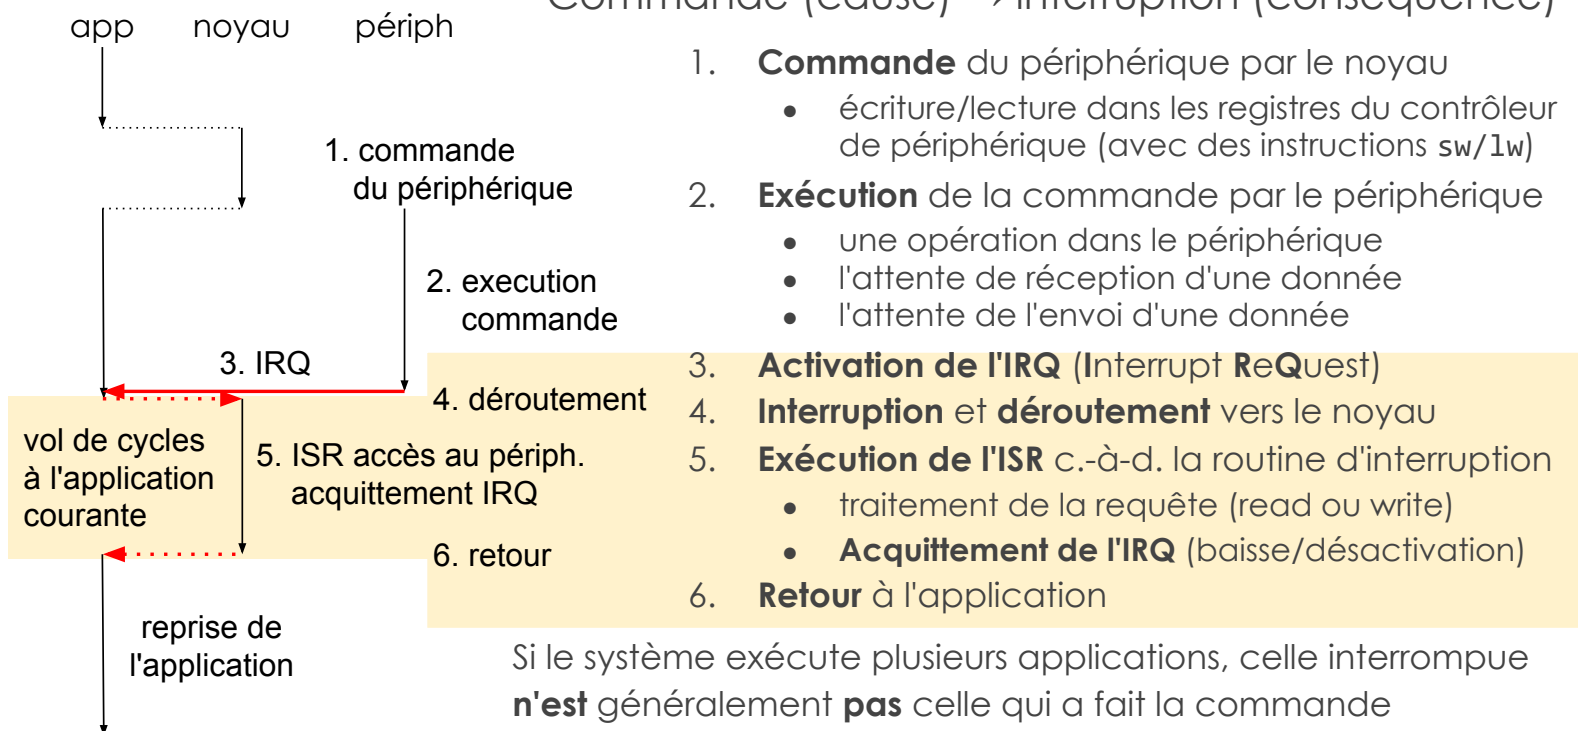 Commande (cause) → Interruption (conséquence)
app noyau périph
1. commande
du périphérique
2. execution
commande
3. IRQ
4. déroutement
vol de cycles
à l'application
courante
5. ISR accès au périph.
acquittement IRQ
6. retour
reprise de
l'application
1. Commande du périphérique par le noyau
● écriture/lecture dans les registres du contrôleur
de périphérique (avec des instructions sw/lw)
2. Exécution de la commande par le périphérique
● une opération dans le périphérique
● l'attente de réception d'une donnée
● l'attente de l'envoi d'une donnée
3. Activation de l'IRQ (Interrupt ReQuest)
4. Interruption et déroutement vers le noyau
5. Exécution de l'ISR c.-à-d. la routine d'interruption
● traitement de la requête (read ou write)
● Acquittement de l'IRQ (baisse/désactivation)
6. Retour à l'application
Si le système exécute plusieurs applications, celle interrompue
n'est généralement pas celle qui a fait la commande